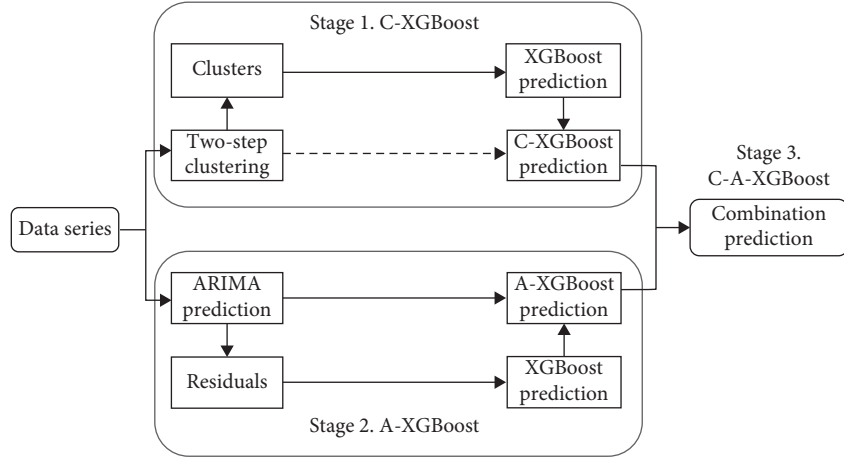 Stage 1. C-XGBoost
Clusters
XGBoost
prediction
Two-step
clustering
C-XGBoost
prediction
Data series
Stage 3.
C-A-XGBoost
Combination
prediction
ARIMA
prediction
A-XGBoost
prediction
Residuals
XGBoost
prediction
Stage 2. A-XGBoost